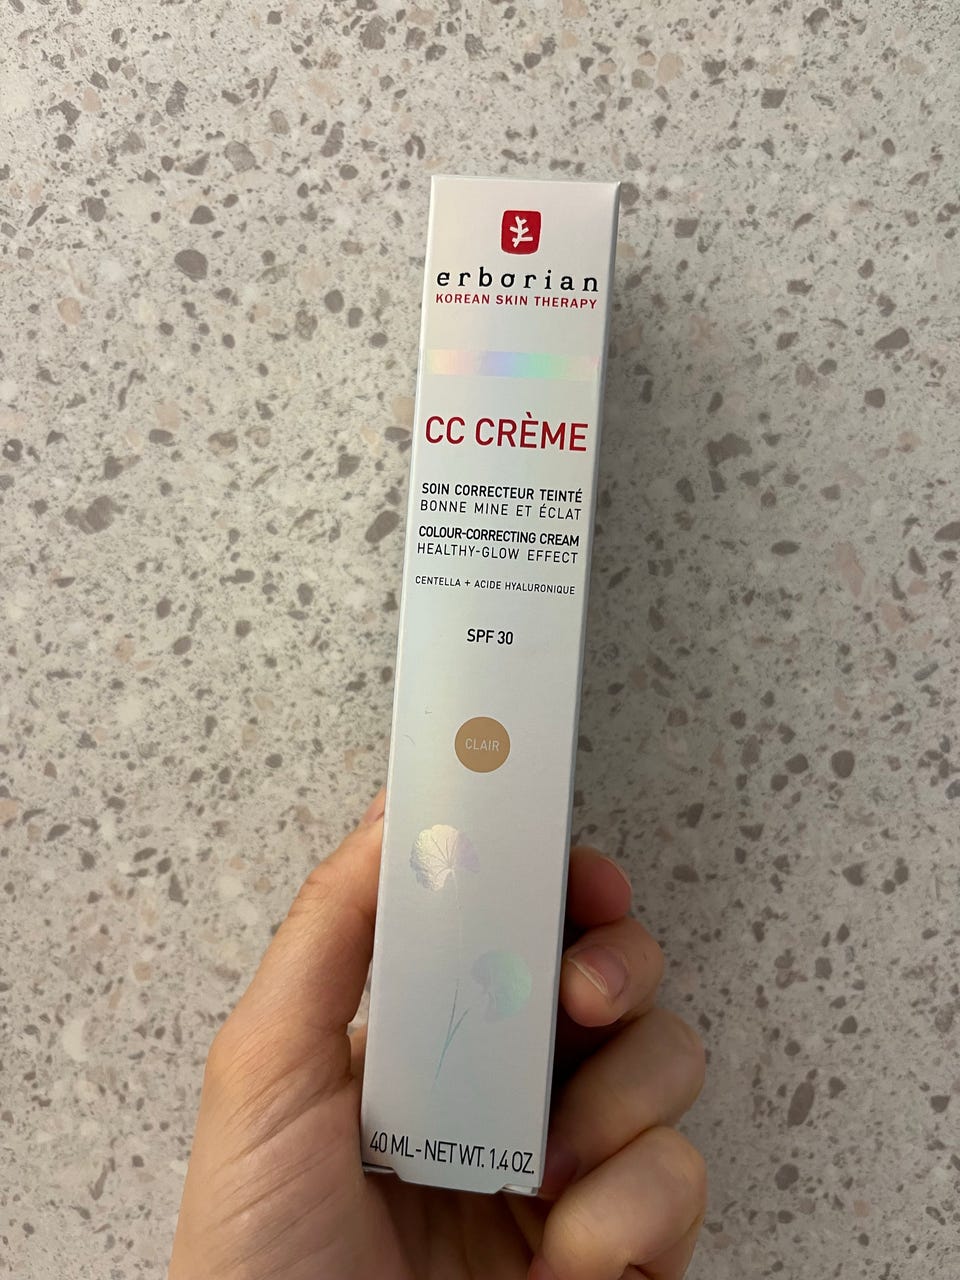 erborian
KOREAN SKIN THERAPY
CC CRÈME
SOIN CORRECTEUR TEINTÉ
BONNE MINE ET ÉCLAT
COLOUR-CORRECTING CREAM
HEALTHY-GLOW EFFECT
CENTELLA + ACIDE HYALURONIQUE
SPF 30
CLAIR
40 ML - NET WT. 1.4 OZ.